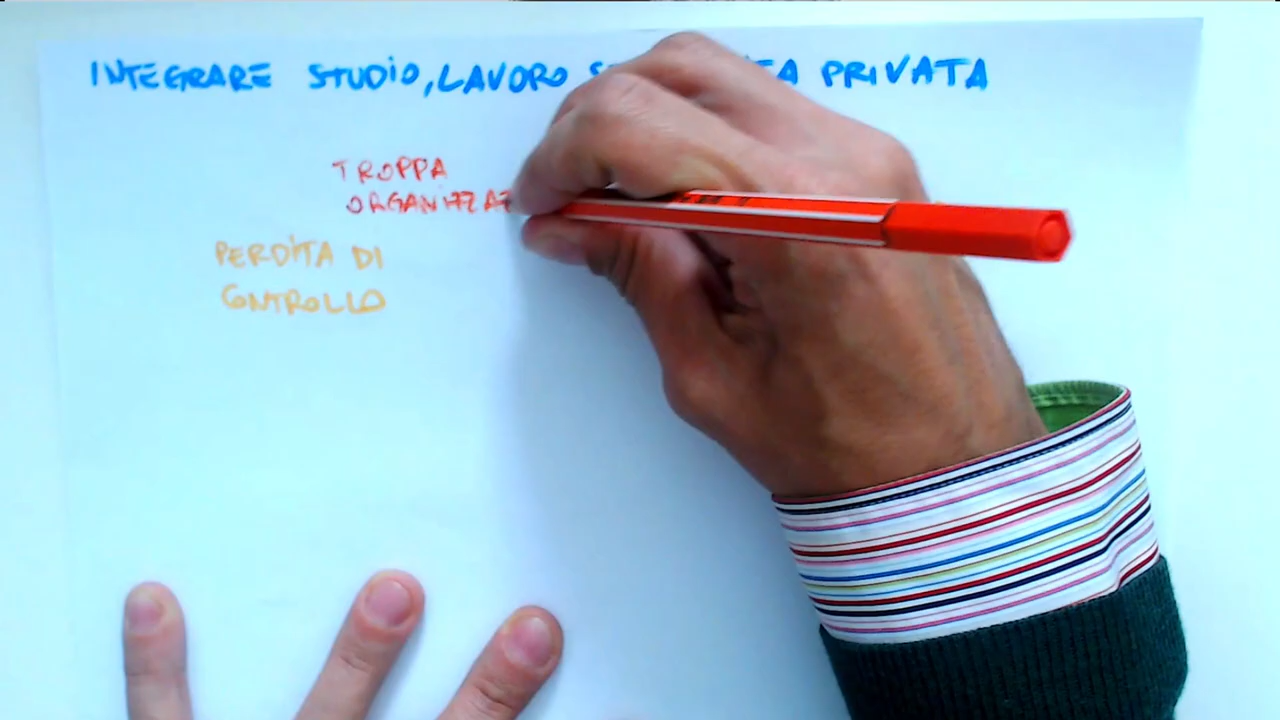 INTEGRARE STUDIO, LAVORO PRIVATA
TROPPA
PERDITA DI
CONTROLLO